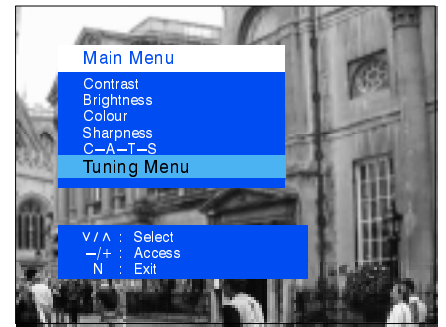 Main Menu
Contrast
Brightness
Colour
Sharpness
C–A–T–S
Tuning Menu
∨/∧ : Select
–/+ : Access
N : Exit